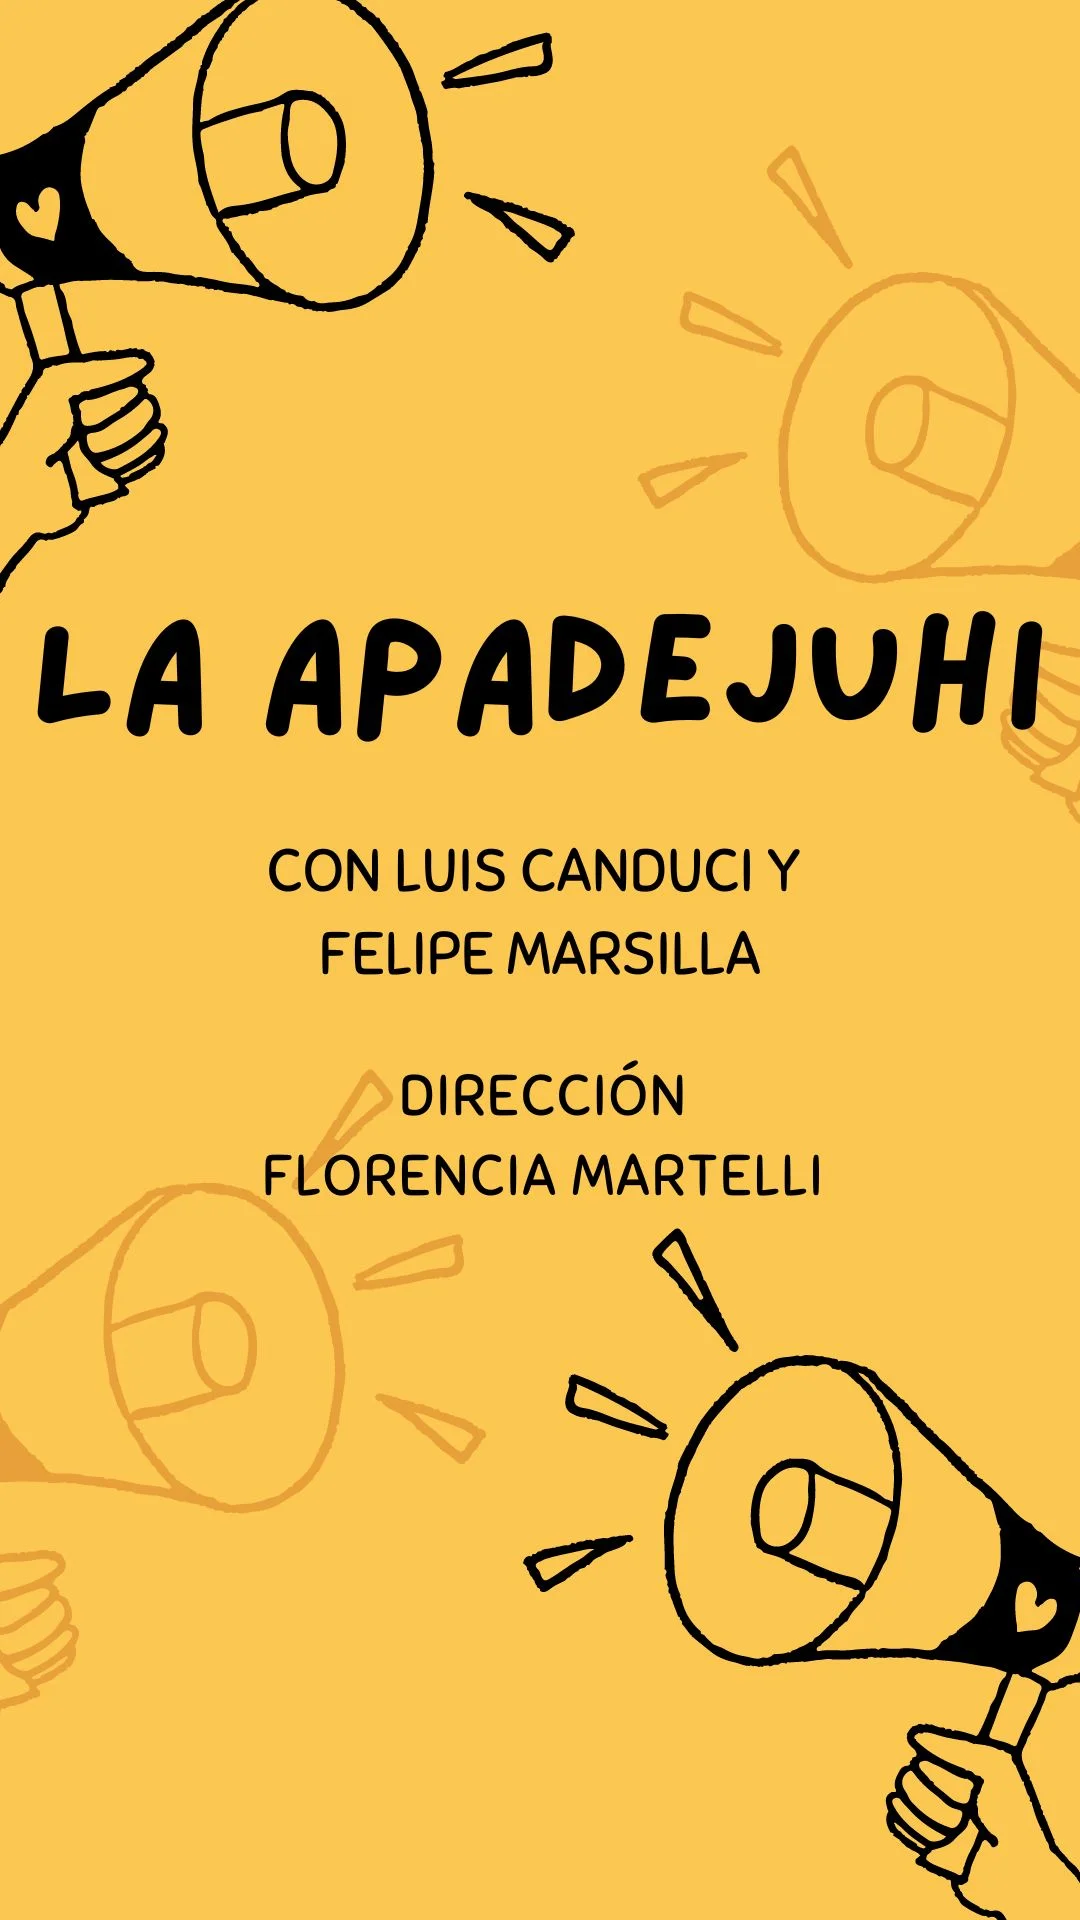 LA APADEJUHI
CON LUIS CANDUCI Y
FELIPE MARSILLA
DIRECCIÓN
FLORENCIA MARTELLI